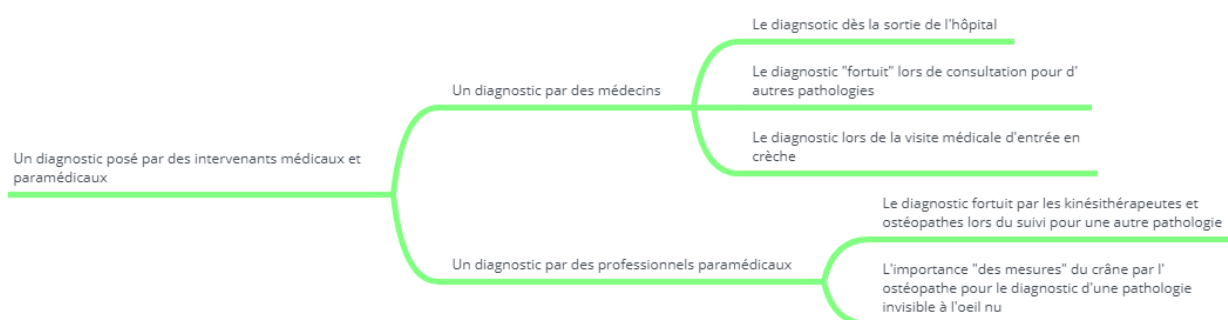 Le diagnsotic dès la sortie de l'hôpital
Un diagnostic par des médecins
Le diagnostic "fortuit" lors de consultation pour d'
autres pathologies
Le diagnostic lors de la visite médicale d'entrée en
crèche
Un diagnostic posé par des intervenants médicaux et
paramédicaux
Un diagnostic par des professionnels paramédicaux
Le diagnostic fortuit par les kinésithérapeutes et
ostéopathes lors du suivi pour une autre pathologie
L'importance "des mesures" du crâne par l'
ostéopathe pour le diagnostic d'une pathologie
invisible à l'oeil nu